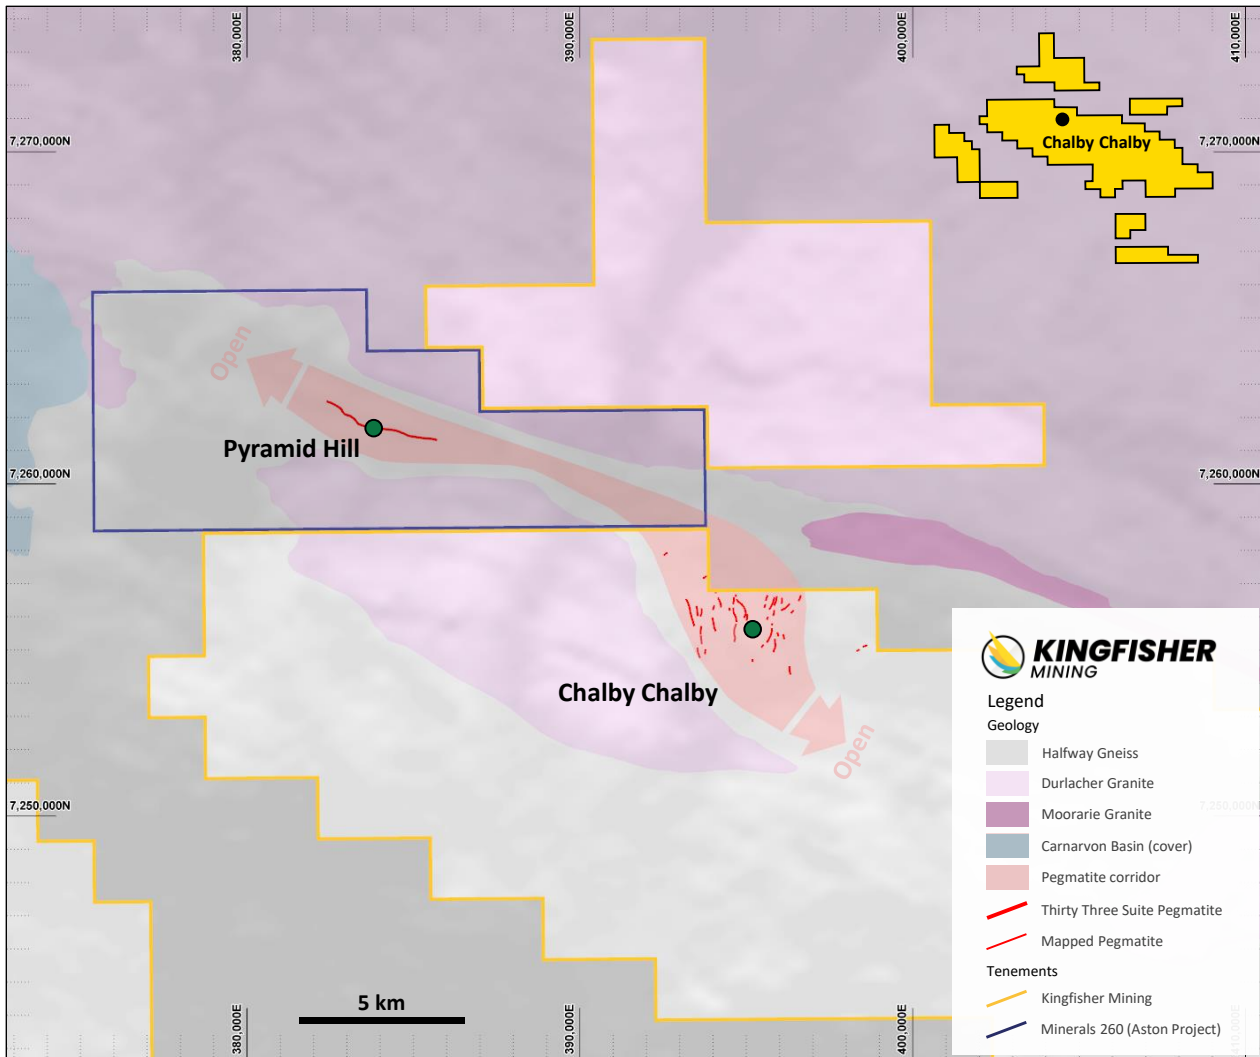 380,000E
390,000E
400,000E
410,000E
7,270,000N
7,270,000N
Chalby Chalby
Open
Pyramid Hill
7,260,000N
7,260,000N
Chalby Chalby
Open
7,250,000N
7,250,000N
KINGFISHER
MINING
Legend
Geology
Halfway Gneiss
Durlacher Granite
Moorarie Granite
Carnarvon Basin (cover)
Pegmatite corridor
Thirty Three Suite Pegmatite
Mapped Pegmatite
Tenements
Kingfisher Mining
Minerals 260 (Aston Project)
5 km
380,000E
390,000E
400,000E
410,000E